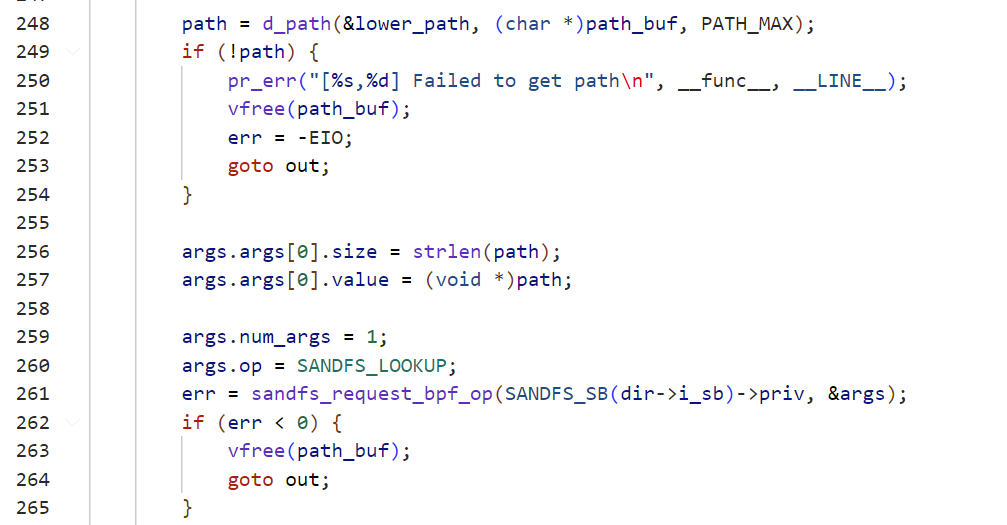 248 path = d_path(&lower_path, (char *)path_buf, PATH_MAX);
249 if (!path) {
250 pr_err("[%s,%d] Failed to get path\n", __func__, __LINE__);
251 vfree(path_buf);
252 err = -EIO;
253 goto out;
254 }
255
256 args.args[0].size = strlen(path);
257 args.args[0].value = (void *)path;
258
259 args.num_args = 1;
260 args.op = SANDFS_LOOKUP;
261 err = sandfs_request_bpf_op(SANDFS_SB(dir->i_sb)->priv, &args);
262 if (err < 0) {
263 vfree(path_buf);
264 goto out;
265 }